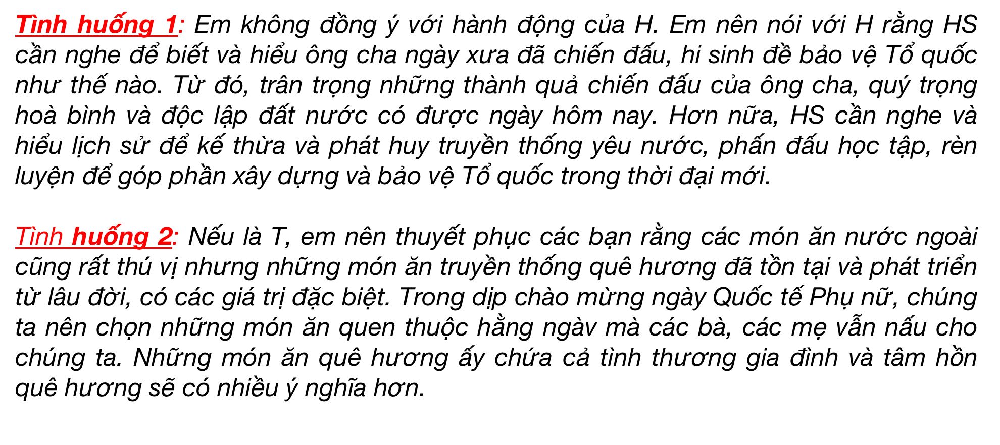 Tình huống 1: Em không đồng ý với hành động của H. Em nên nói với H rằng HS
cần nghe để biết và hiểu ông cha ngày xưa đã chiến đấu, hi sinh đề bảo vệ Tổ quốc
như thế nào. Từ đó, trân trọng những thành quả chiến đấu của ông cha, quý trọng
hoà bình và độc lập đất nước có được ngày hôm nay. Hơn nữa, HS cần nghe và
hiểu lịch sử để kế thừa và phát huy truyền thống yêu nước, phấn đấu học tập, rèn
luyện để góp phần xây dựng và bảo vệ Tổ quốc trong thời đại mới.
Tình huống 2: Nếu là T, em nên thuyết phục các bạn rằng các món ăn nước ngoài
cũng rất thú vị nhưng những món ăn truyền thống quê hương đã tồn tại và phát triển
từ lâu đời, có các giá trị đặc biệt. Trong dịp chào mừng ngày Quốc tế Phụ nữ, chúng
ta nên chọn những món ăn quen thuộc hằng ngàv mà các bà, các mẹ vẫn nấu cho
chúng ta. Những món ăn quê hương ấy chứa cả tình thương gia đình và tâm hồn
quê hương sẽ có nhiều ý nghĩa hơn.